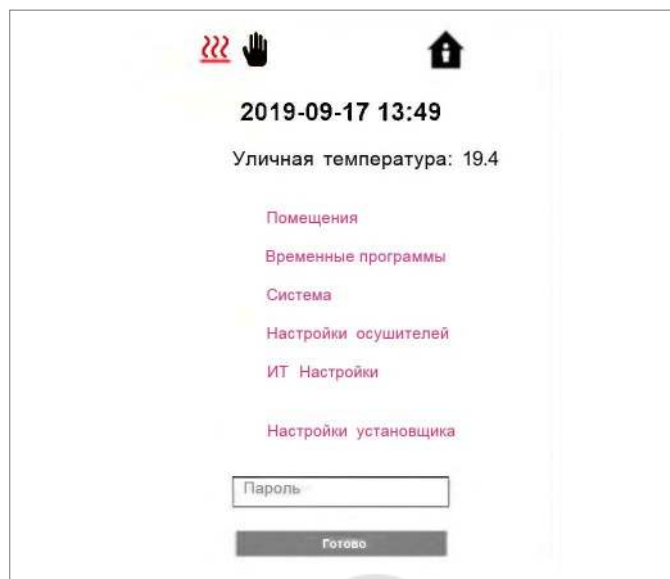 2019-09-17 13:49
Уличная температура: 19.4
Помещения
Временные программы
Система
Настройки осушителей
ИТ Настройки
Настройки установщика
Пароль
Готово